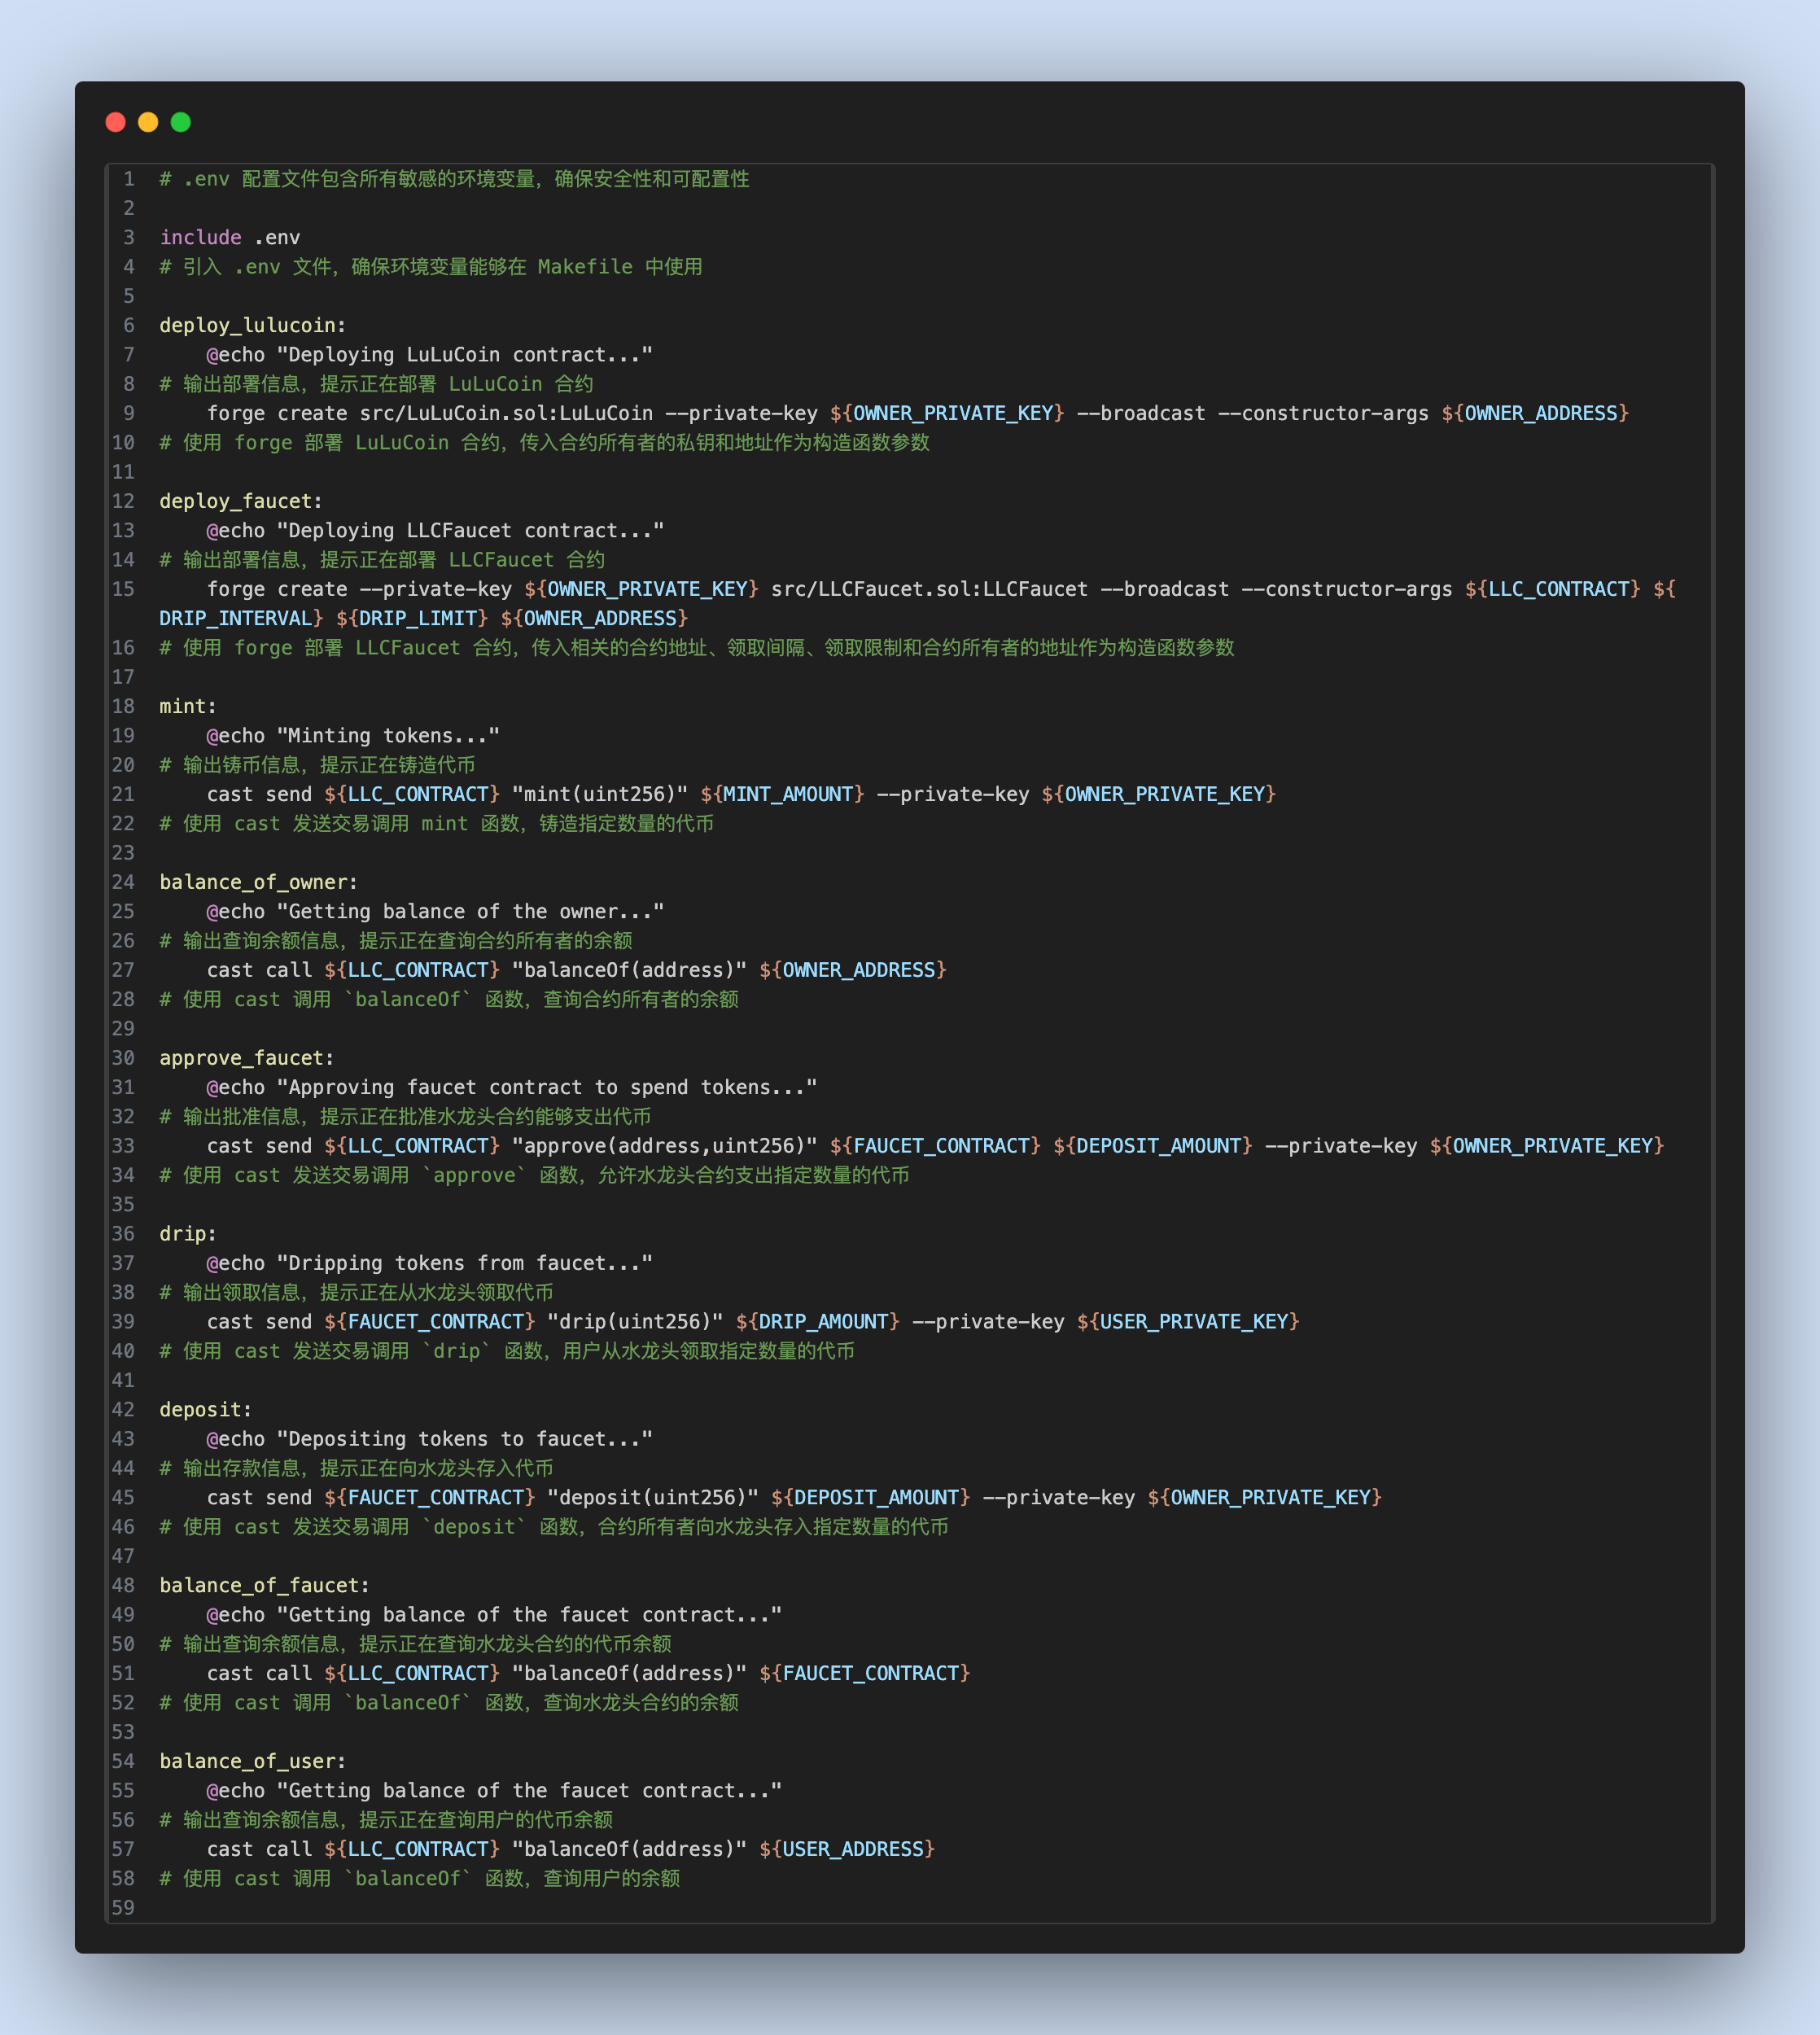 1 # .env 配置文件包含所有敏感的环境变量，确保安全性和可配置性
2
3 include .env
4 # 引入 .env 文件，确保环境变量能够在 Makefile 中使用
5
6 deploy_lulucoin:
7     @echo "Deploying LuLuCoin contract..."
8 # 输出部署信息，提示正在部署 LuLuCoin 合约
9     forge create src/LuLuCoin.sol:LuLuCoin --private-key ${OWNER_PRIVATE_KEY} --broadcast --constructor-args ${OWNER_ADDRESS}
10 # 使用 forge 部署 LuLuCoin 合约，传入合约所有者的私钥和地址作为构造函数参数
11
12 deploy_faucet:
13     @echo "Deploying LLCFaucet contract..."
14 # 输出部署信息，提示正在部署 LLCFaucet 合约
15     forge create --private-key ${OWNER_PRIVATE_KEY} src/LLCFaucet.sol:LLCFaucet --broadcast --constructor-args ${LLC_CONTRACT} ${
DRIP_INTERVAL} ${DRIP_LIMIT} ${OWNER_ADDRESS}
16 # 使用 forge 部署 LLCFaucet 合约，传入相关的合约地址、领取间隔、领取限制和合约所有者的地址作为构造函数参数
17
18 mint:
19     @echo "Minting tokens..."
20 # 输出铸币信息，提示正在铸造代币
21     cast send ${LLC_CONTRACT} "mint(uint256)" ${MINT_AMOUNT} --private-key ${OWNER_PRIVATE_KEY}
22 # 使用 cast 发送交易调用 mint 函数，铸造指定数量的代币
23
24 balance_of_owner:
25     @echo "Getting balance of the owner..."
26 # 输出查询余额信息，提示正在查询合约所有者的余额
27     cast call ${LLC_CONTRACT} "balanceOf(address)" ${OWNER_ADDRESS}
28 # 使用 cast 调用 `balanceOf` 函数，查询合约所有者的余额
29
30 approve_faucet:
31     @echo "Approving faucet contract to spend tokens..."
32 # 输出批准信息，提示正在批准水龙头合约能够支出代币
33     cast send ${LLC_CONTRACT} "approve(address,uint256)" ${FAUCET_CONTRACT} ${DEPOSIT_AMOUNT} --private-key ${OWNER_PRIVATE_KEY}
34 # 使用 cast 发送交易调用 `approve` 函数，允许水龙头合约支出指定数量的代币
35
36 drip:
37     @echo "Dripping tokens from faucet..."
38 # 输出领取信息，提示正在从水龙头领取代币
39     cast send ${FAUCET_CONTRACT} "drip(uint256)" ${DRIP_AMOUNT} --private-key ${USER_PRIVATE_KEY}
40 # 使用 cast 发送交易调用 `drip` 函数，用户从水龙头领取指定数量的代币
41
42 deposit:
43     @echo "Depositing tokens to faucet..."
44 # 输出存款信息，提示正在向水龙头存入代币
45     cast send ${FAUCET_CONTRACT} "deposit(uint256)" ${DEPOSIT_AMOUNT} --private-key ${OWNER_PRIVATE_KEY}
46 # 使用 cast 发送交易调用 `deposit` 函数，合约所有者向水龙头存入指定数量的代币
47
48 balance_of_faucet:
49     @echo "Getting balance of the faucet contract..."
50 # 输出查询余额信息，提示正在查询水龙头合约的代币余额
51     cast call ${LLC_CONTRACT} "balanceOf(address)" ${FAUCET_CONTRACT}
52 # 使用 cast 调用 `balanceOf` 函数，查询水龙头合约的余额
53
54 balance_of_user:
55     @echo "Getting balance of the faucet contract..."
56 # 输出查询余额信息，提示正在查询用户的代币余额
57     cast call ${LLC_CONTRACT} "balanceOf(address)" ${USER_ADDRESS}
58 # 使用 cast 调用 `balanceOf` 函数，查询用户的余额
59